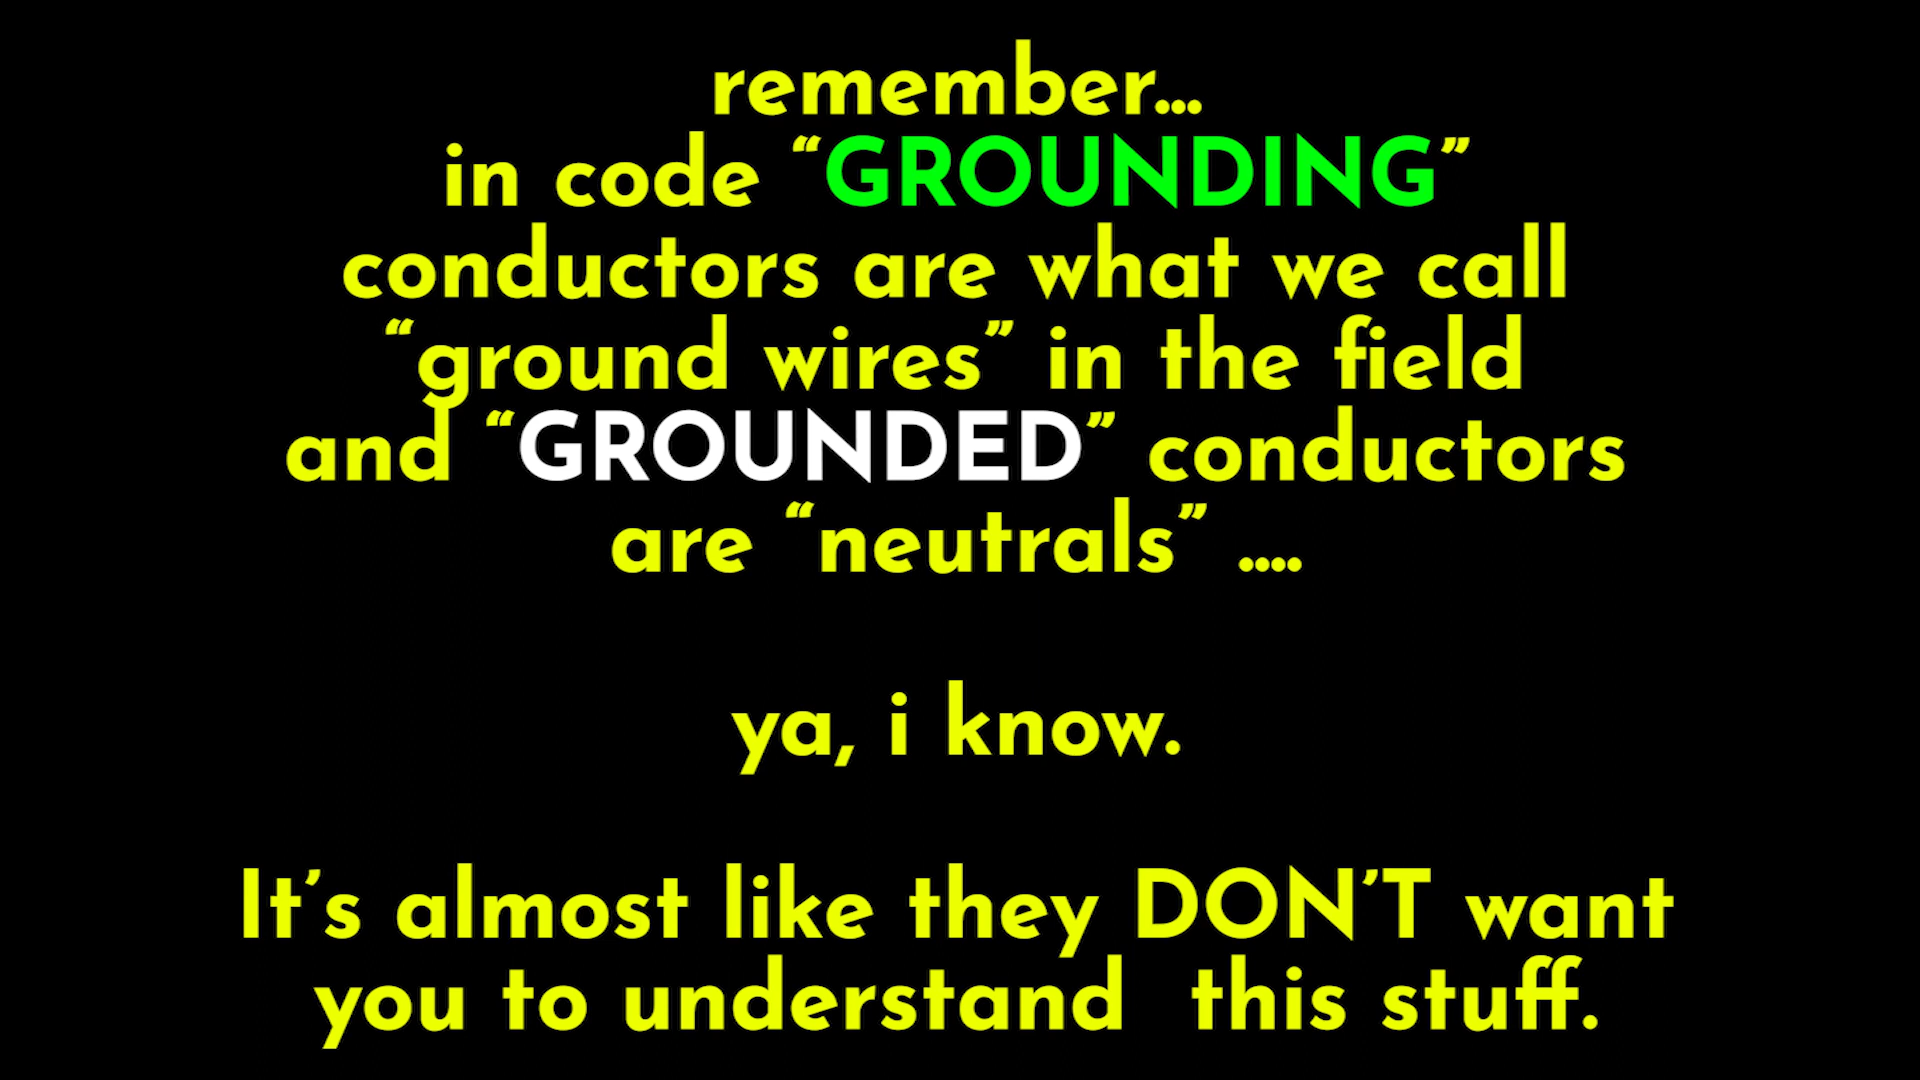 remember...
in code “GROUNDING”
conductors are what we call
“ground wires” in the field
and “GROUNDED” conductors
are “neutrals” ....
ya, i know.
It’s almost like they DON’T want
you to understand  this stuff.